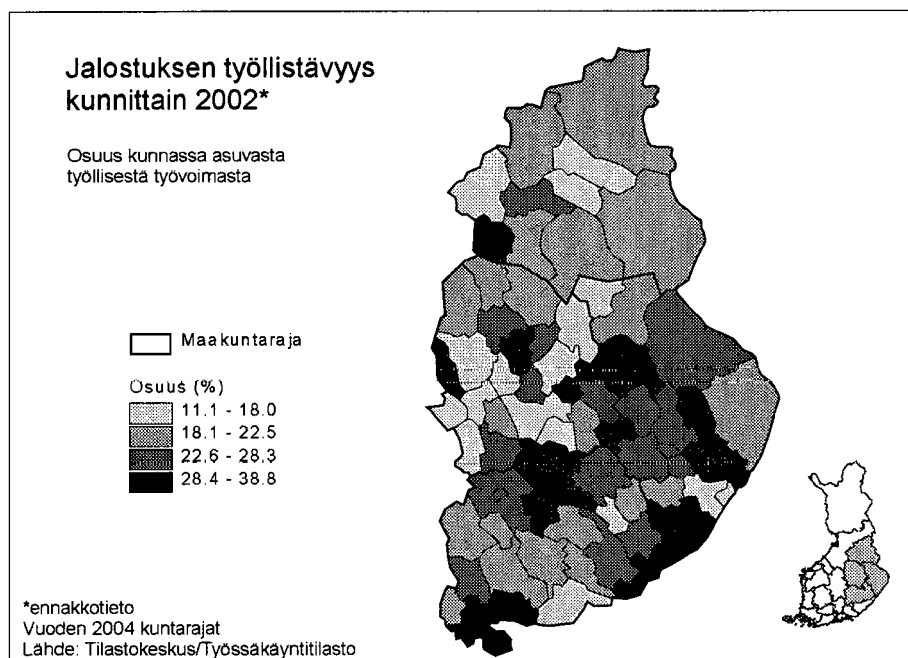 Jalostuksen työllistävyys
kunnittain 2002*
Osuus kunnassa asuvasta
työllisestä työvoimasta
Maakuntaraja
Osuus (%)
11.1 - 18.0
18.1 - 22.5
22.6 - 28.3
28.4 - 38.8
*ennakkotieto
Vuoden 2004 kuntarajat
Lähde: Tilastokeskus/Työssäkäyntitilasto